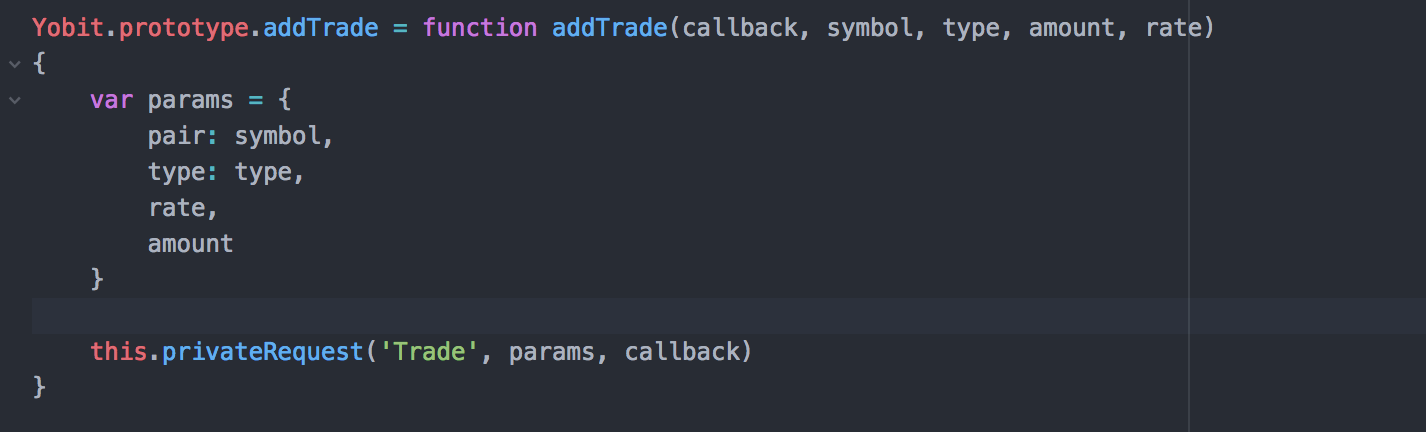 Yobit.prototype.addTrade = function addTrade(callback, symbol, type, amount, rate)
{
    var params = {
        pair: symbol,
        type: type,
        rate,
        amount
    }
    this.privateRequest('Trade', params, callback)
}